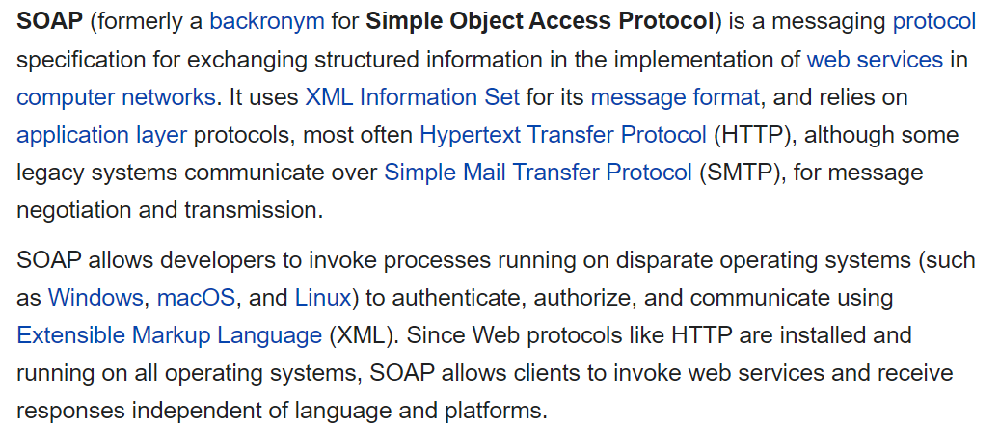 SOAP (formerly a backronym for Simple Object Access Protocol) is a messaging protocol
specification for exchanging structured information in the implementation of web services in
computer networks. It uses XML Information Set for its message format, and relies on
application layer protocols, most often Hypertext Transfer Protocol (HTTP), although some
legacy systems communicate over Simple Mail Transfer Protocol (SMTP), for message
negotiation and transmission.
SOAP allows developers to invoke processes running on disparate operating systems (such
as Windows, macOS, and Linux) to authenticate, authorize, and communicate using
Extensible Markup Language (XML). Since Web protocols like HTTP are installed and
running on all operating systems, SOAP allows clients to invoke web services and receive
responses independent of language and platforms.